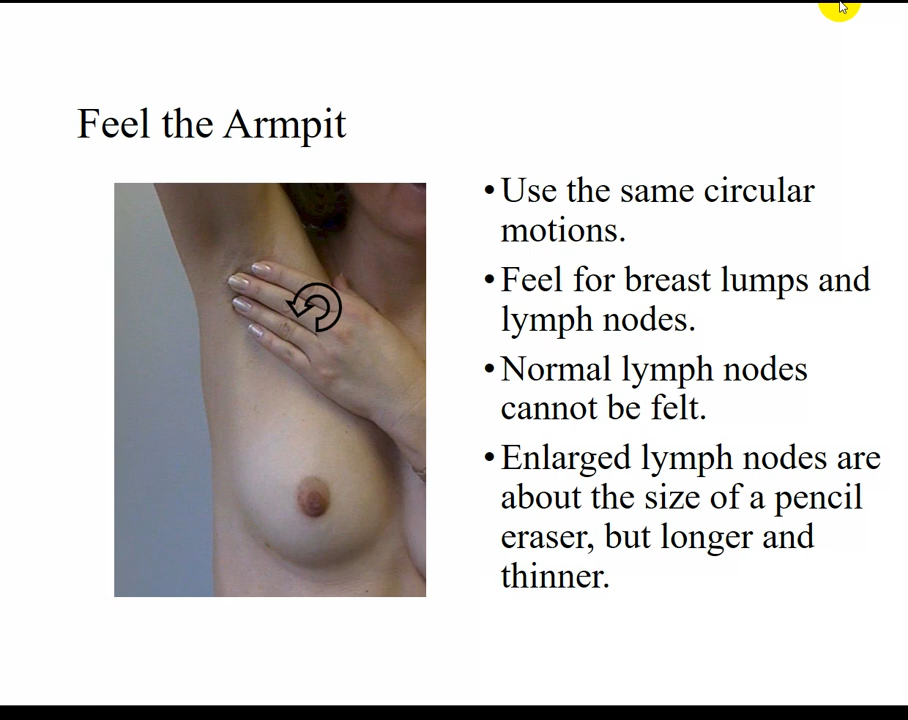 Feel the Armpit
•Use the same circular
motions.
•Feel for breast lumps and
lymph nodes.
•Normal lymph nodes
cannot be felt.
•Enlarged lymph nodes are
about the size of a pencil
eraser, but longer and
thinner.